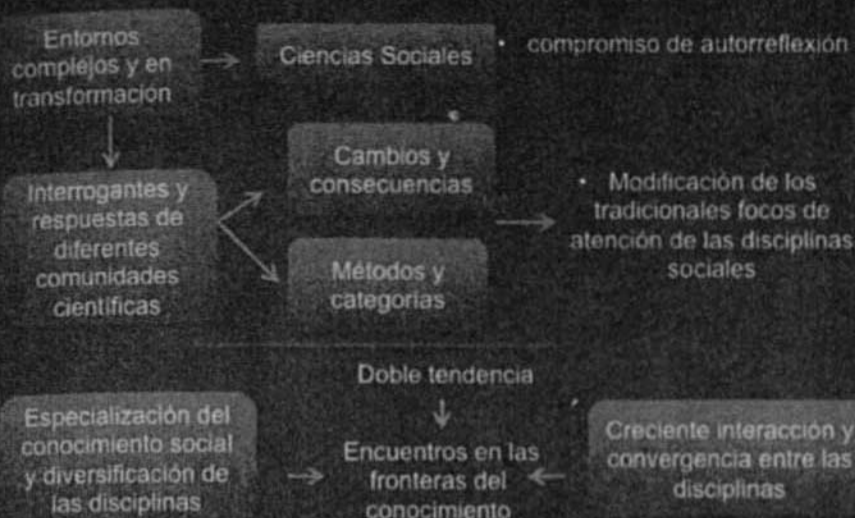 Entornos
complejos y en
transformación
Ciencias Sociales
• compromiso de autorreflexión
Interrogantes y
respuestas de
diferentes
comunidades
científicas
Cambios y
consecuencias
Métodos y
categorías
• Modificación de los
tradicionales focos de
atención de las disciplinas
sociales
Doble tendencia
Especialización del
conocimiento social
y diversificación de
las disciplinas
Encuentros en las
fronteras del
conocimiento
Creciente interacción y
convergencia entre las
disciplinas